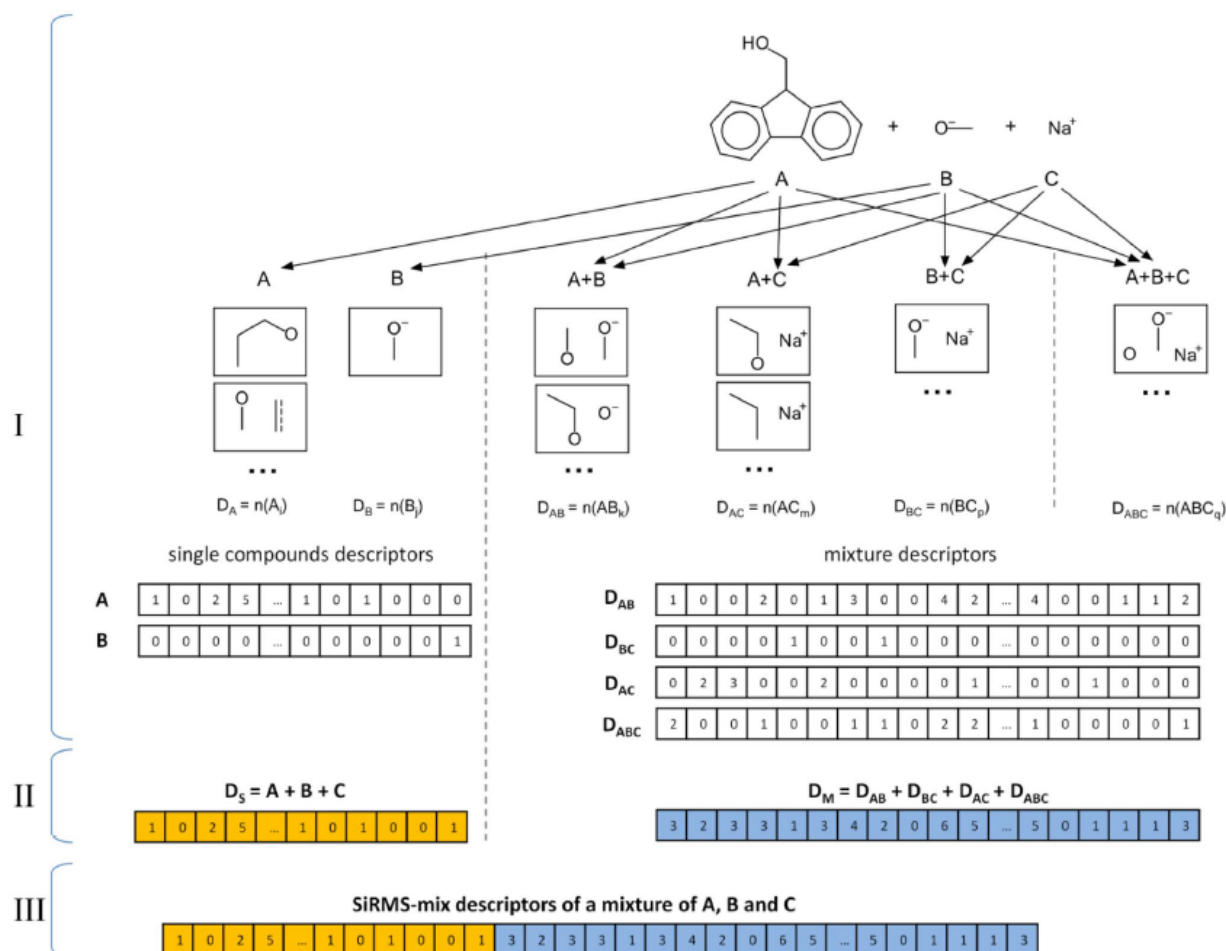 HO
+ O⁻ + Na⁺
A B C
I
A B A+B A+C B+C A+B+C
O O⁻ O O⁻ O Na⁺ O⁻ Na⁺ O O⁻ Na⁺
O O O⁻ Na⁺
... ... ... ... ...
D_A = n(A_i) D_B = n(B_j) D_AB = n(AB_k) D_AC = n(AC_m) D_BC = n(BC_p) D_ABC = n(ABC_q)
single compounds descriptors mixture descriptors
A 1 0 2 5 ... 1 0 1 0 0 0
B 0 0 0 0 ... 0 0 0 0 0 1
D_AB 1 0 0 2 0 1 3 0 0 4 2 ... 4 0 0 1 1 2
D_BC 0 0 0 0 1 0 0 1 0 0 0 ... 0 0 0 0 0 0
D_AC 0 2 3 0 0 2 0 0 0 0 1 ... 0 0 1 0 0 0
D_ABC 2 0 0 1 0 0 1 1 0 2 2 ... 1 0 0 0 0 1
II
D_S = A + B + C
1 0 2 5 ... 1 0 1 0 0 1
D_M = D_AB + D_BC + D_AC + D_ABC
3 2 3 3 1 3 4 2 0 6 5 ... 5 0 1 1 1 3
III
SiRMS-mix descriptors of a mixture of A, B and C
1 0 2 5 ... 1 0 1 0 0 1 3 2 3 3 1 3 4 2 0 6 5 ... 5 0 1 1 1 3